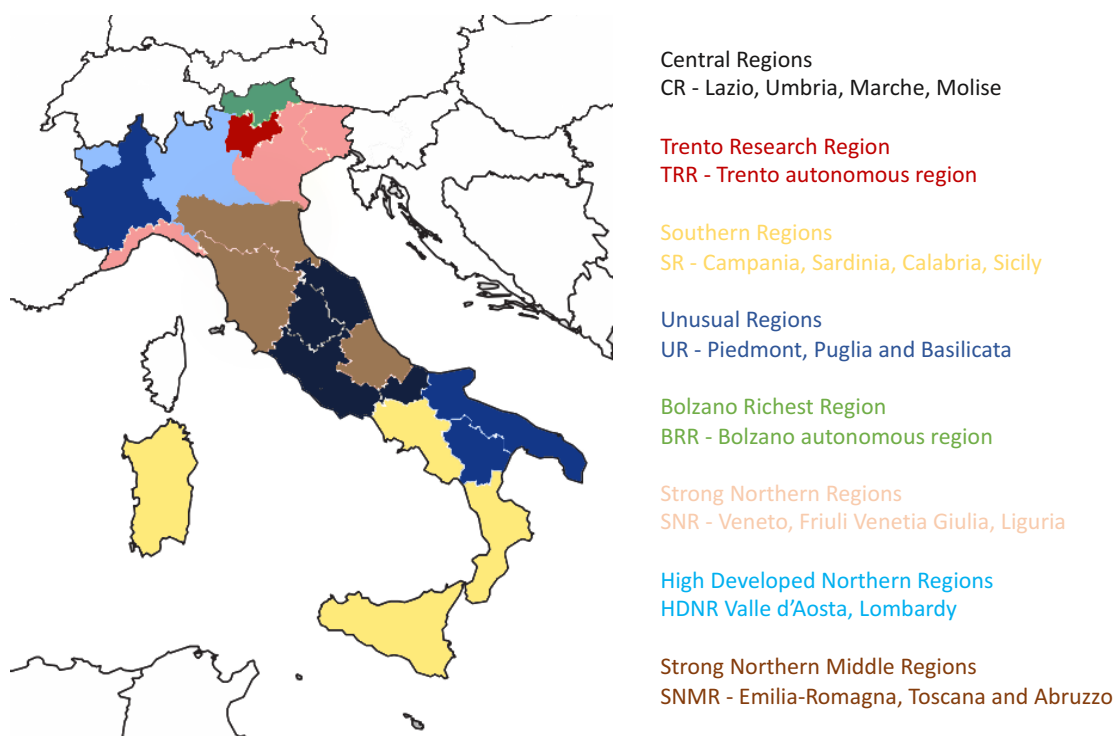 Central Regions
CR - Lazio, Umbria, Marche, Molise
Trento Research Region
TRR - Trento autonomous region
Southern Regions
SR - Campania, Sardinia, Calabria, Sicily
Unusual Regions
UR - Piedmont, Puglia and Basilicata
Bolzano Richest Region
BRR - Bolzano autonomous region
Strong Northern Regions
SNR - Veneto, Friuli Venetia Giulia, Liguria
High Developed Northern Regions
HDNR Valle d’Aosta, Lombardy
Strong Northern Middle Regions
SNMR - Emilia-Romagna, Toscana and Abruzzo